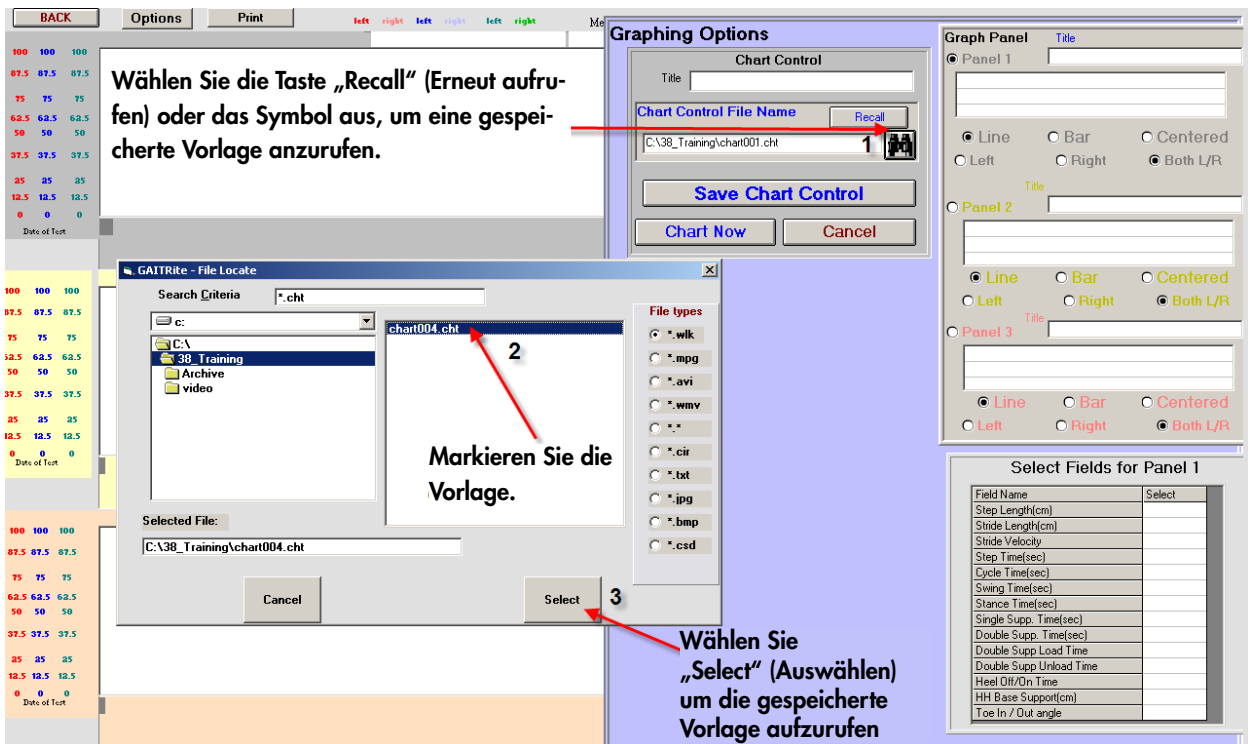 BACK Options Print left right left right left right Me
100 100 100
87.5 87.5 87.5
75 75 75
62.5 62.5 62.5
50 50 50
37.5 37.5 37.5
25 25 25
12.5 12.5 12.5
0 0 0
Date of Test
Wählen Sie die Taste „Recall“ (Erneut aufru-
fen) oder das Symbol aus, um eine gespei-
cherte Vorlage anzurufen.
Graphing Options
Chart Control
Title
Chart Control File Name Recall
C:\38_Training\chart001.cht 1
Save Chart Control
Chart Now Cancel
Graph Panel Title
Panel 1
Line Bar Centered
Left Right Both L/R
Title
Panel 2
Line Bar Centered
Left Right Both L/R
Title
Panel 3
Line Bar Centered
Left Right Both L/R
100 100 100
87.5 87.5 87.5
75 75 75
62.5 62.5 62.5
50 50 50
37.5 37.5 37.5
25 25 25
12.5 12.5 12.5
0 0 0
Date of Test
GAITRite - File Locate
Search Criteria *.cht
c:
C:\
38_Training
Archive
video
chart004.cht
2
Markieren Sie die
Vorlage.
File types
*.wlk
*.mpg
*.avi
*.wmv
*.*
*.cir
*.txt
*.jpg
*.bmp
*.csd
Selected File:
C:\38_Training\chart004.cht
Cancel Select 3
Wählen Sie
„Select“ (Auswählen)
um die gespeicherte
Vorlage aufzurufen
Select Fields for Panel 1
Field Name Select
Step Length(cm)
Stride Length(cm)
Stride Velocity
Step Time(sec)
Cycle Time(sec)
Swing Time(sec)
Stance Time(sec)
Single Supp. Time(sec)
Double Supp. Time(sec)
Double Supp Load Time
Double Supp Unload Time
Heel Off/On Time
HH Base Support(cm)
Toe In / Out angle
100 100 100
87.5 87.5 87.5
75 75 75
62.5 62.5 62.5
50 50 50
37.5 37.5 37.5
25 25 25
12.5 12.5 12.5
0 0 0
Date of Test